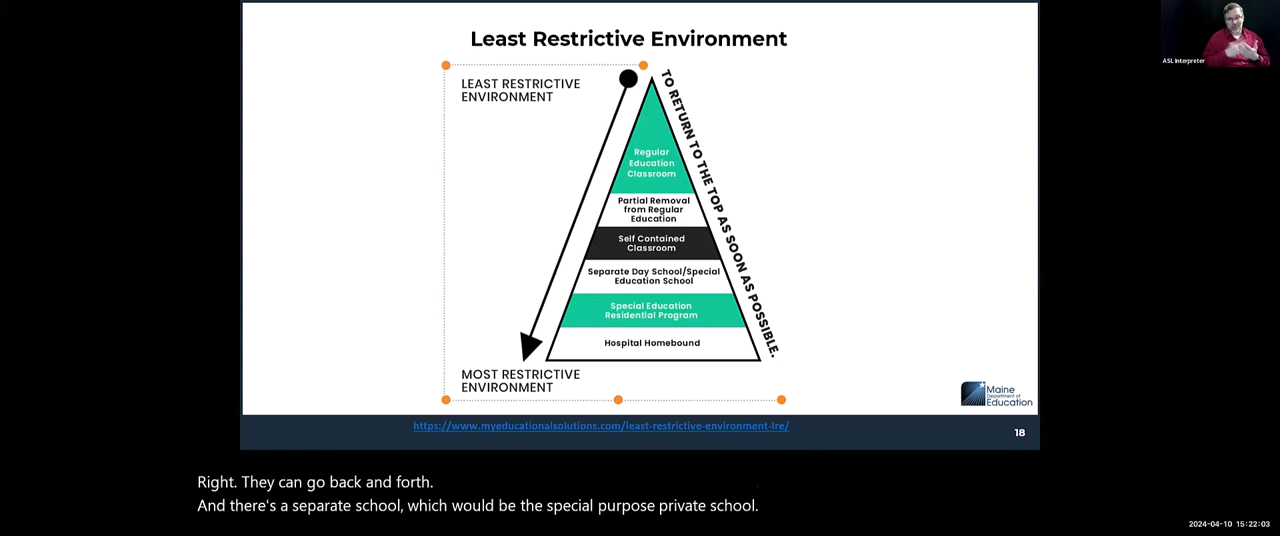 Least Restrictive Environment
LEAST RESTRICTIVE
ENVIRONMENT
TO RETURN TO THE TOP AS SOON AS POSSIBLE.
Regular
Education
Classroom
Partial Removal
from Regular
Education
Self Contained
Classroom
Separate Day School/Special
Education School
Special Education
Residential Program
Hospital Homebound
MOST RESTRICTIVE
ENVIRONMENT
Maine
Department of
Education
https://www.myeducationalsolutions.com/least-restrictive-environment-lre/
18
ASL Interpreter
Right. They can go back and forth.
And there's a separate school, which would be the special purpose private school.
2024-04-10 15:22:03